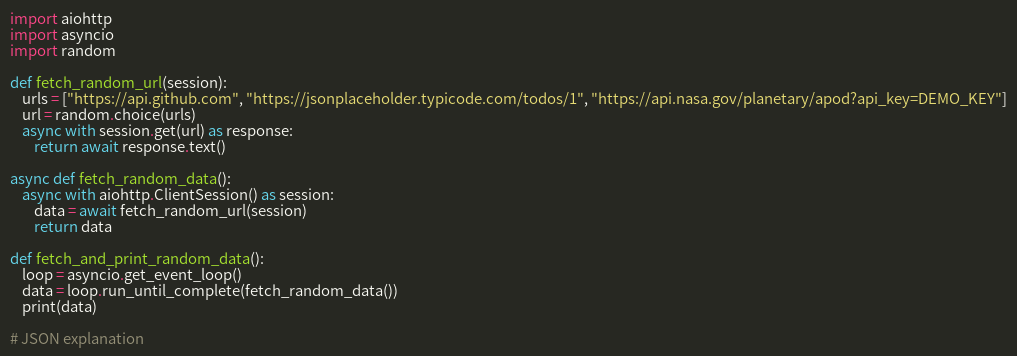 import aiohttp
import asyncio
import random

def fetch_random_url(session):
    urls = ["https://api.github.com", "https://jsonplaceholder.typicode.com/todos/1", "https://api.nasa.gov/planetary/apod?api_key=DEMO_KEY"]
    url = random.choice(urls)
    async with session.get(url) as response:
        return await response.text()

async def fetch_random_data():
    async with aiohttp.ClientSession() as session:
        data = await fetch_random_url(session)
        return data

def fetch_and_print_random_data():
    loop = asyncio.get_event_loop()
    data = loop.run_until_complete(fetch_random_data())
    print(data)

# JSON explanation